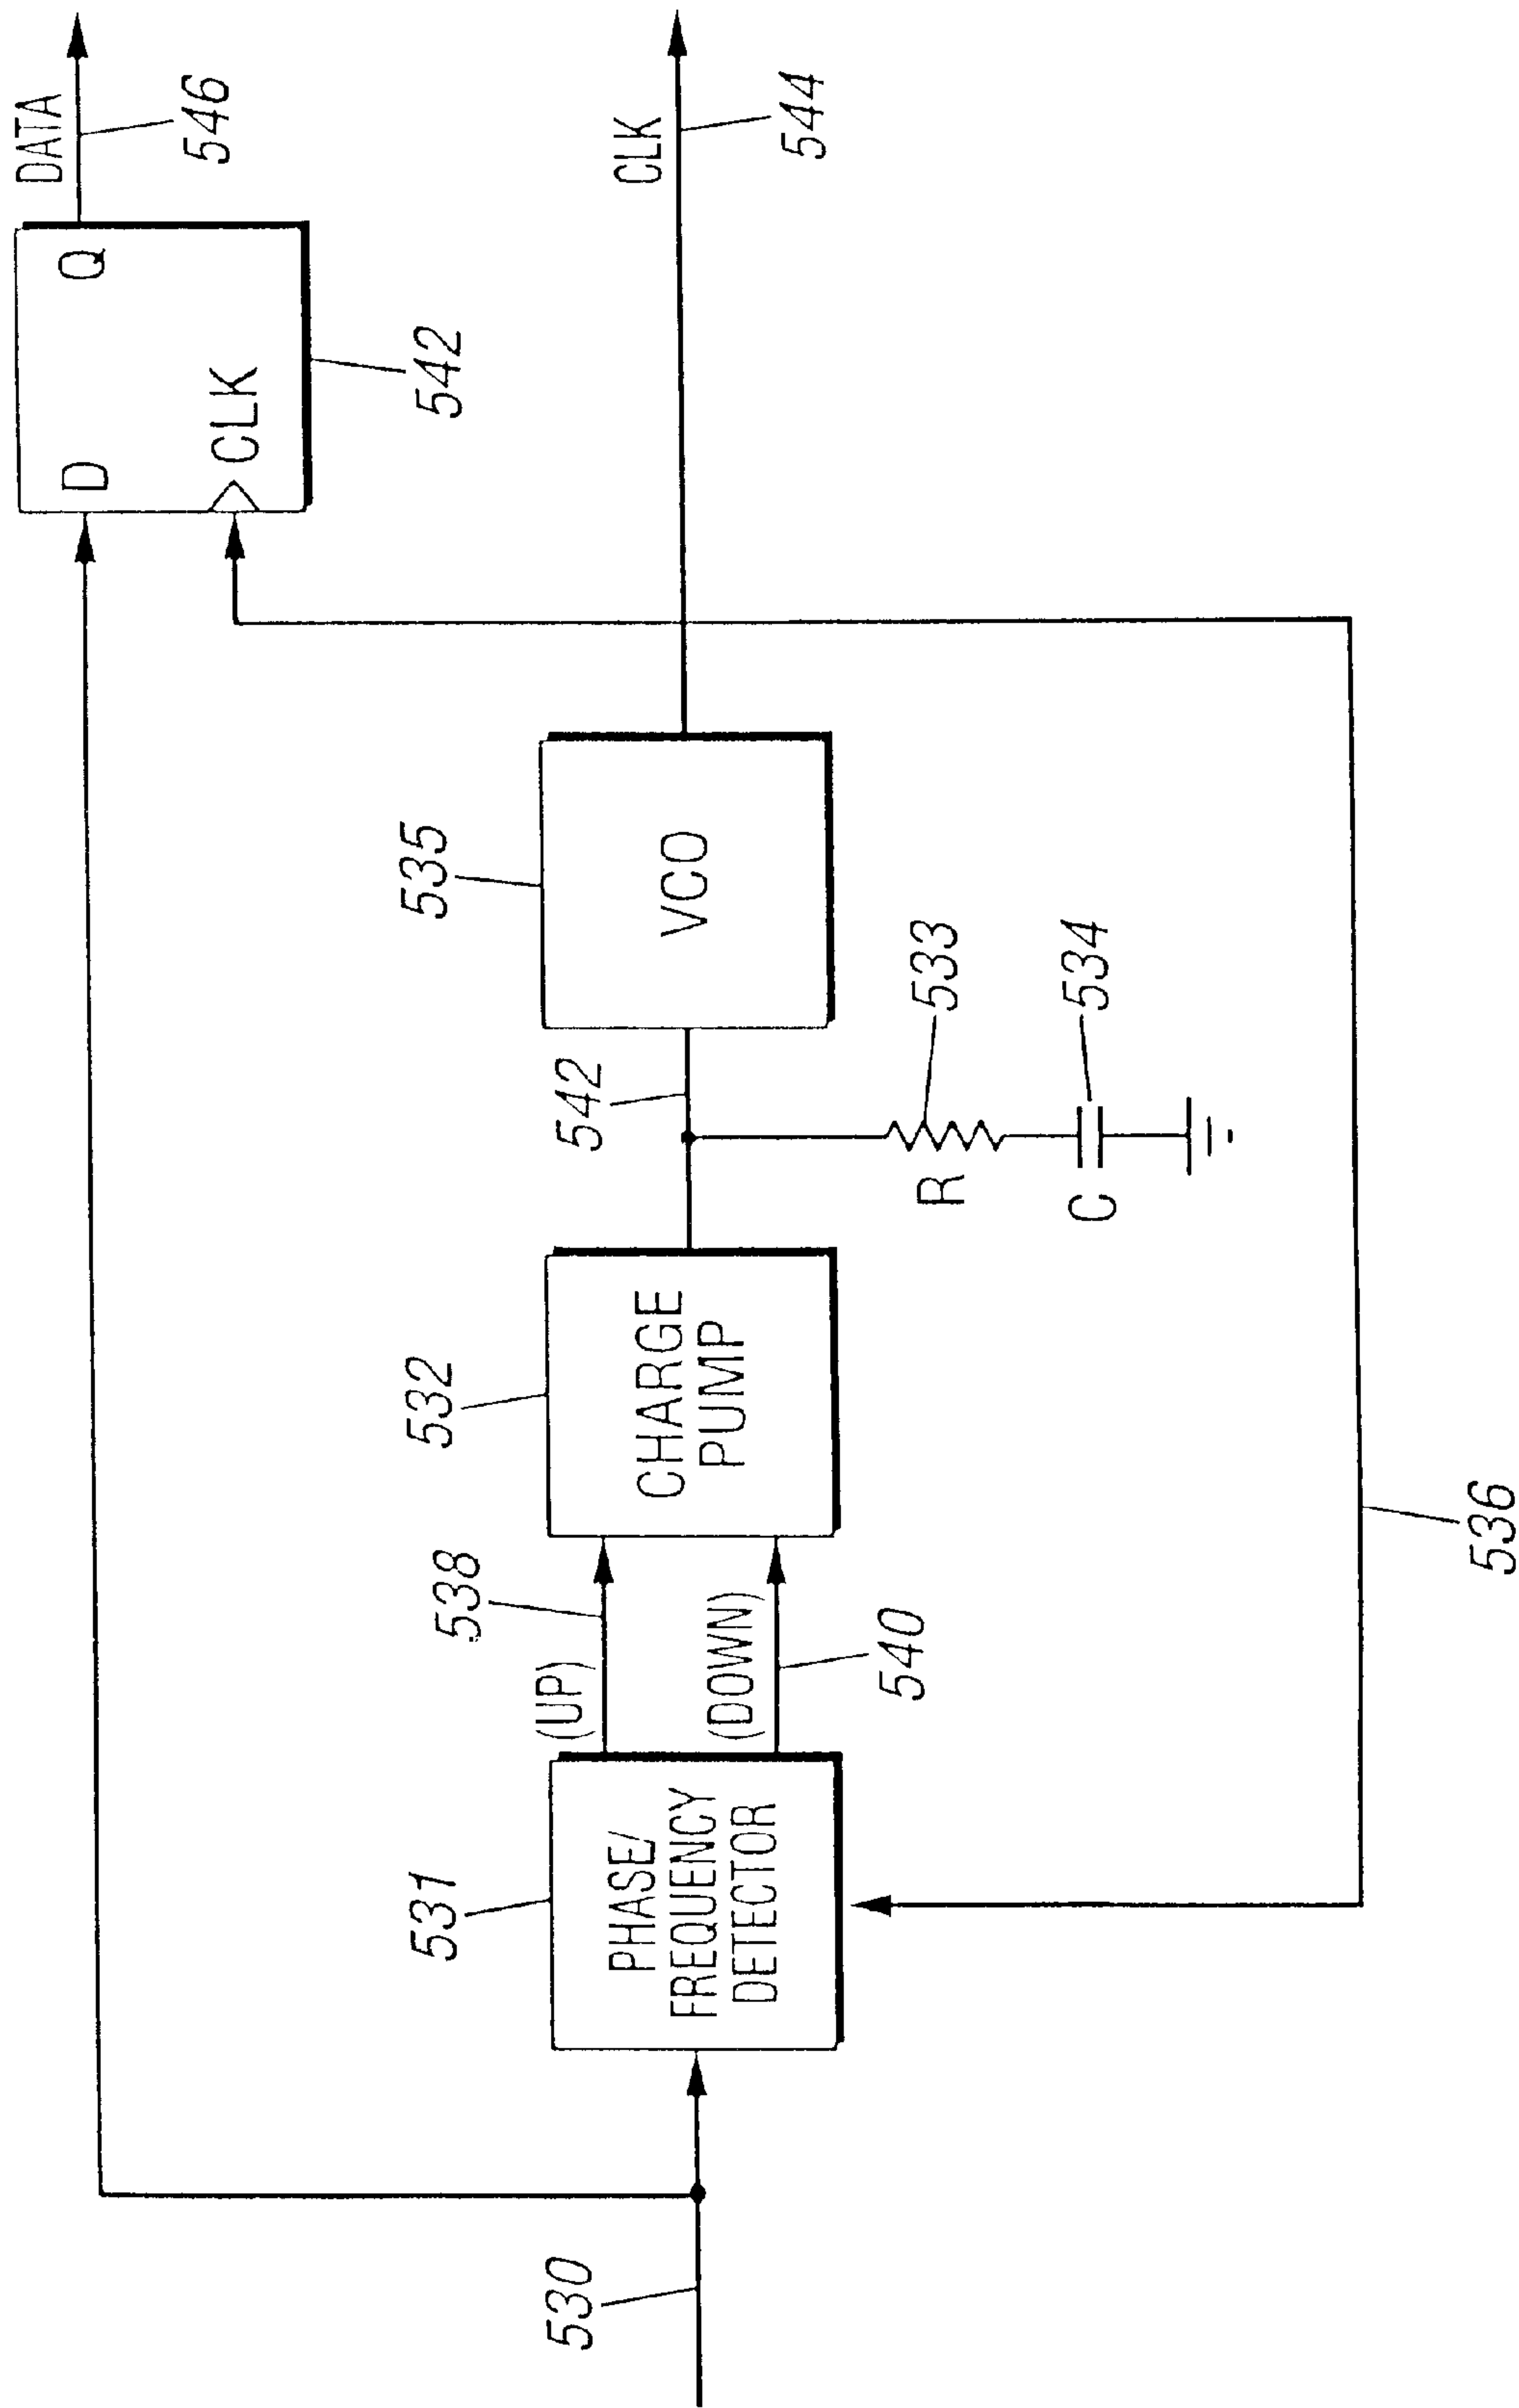 DATA
546
D Q
CLK
542
CLK
544
535
VCO
542
533
R
534
C
532
CHARGE
PUMP
538
(UP)
(DOWN)
540
531
PHASE/
FREQUENCY
DETECTOR
530
536